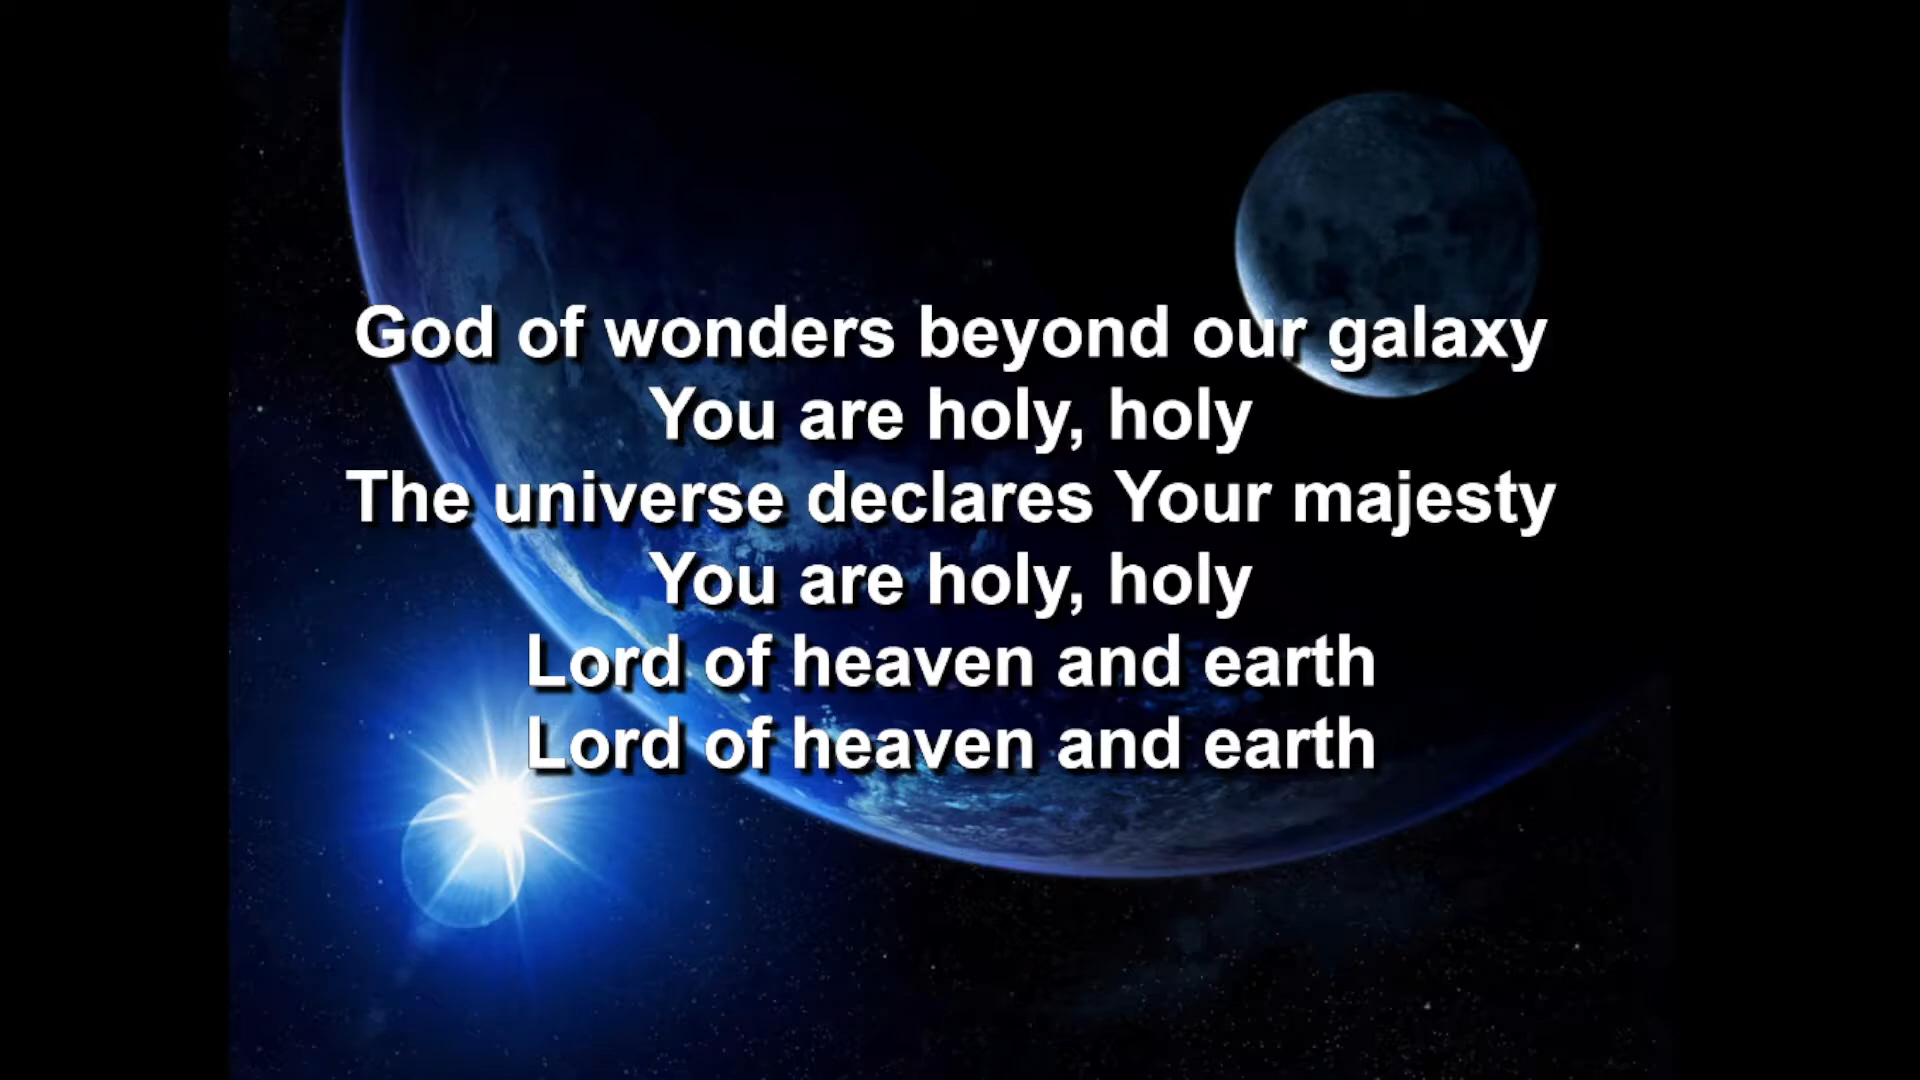 God of wonders beyond our galaxy
You are holy, holy
The universe declares Your majesty
You are holy, holy
Lord of heaven and earth
Lord of heaven and earth